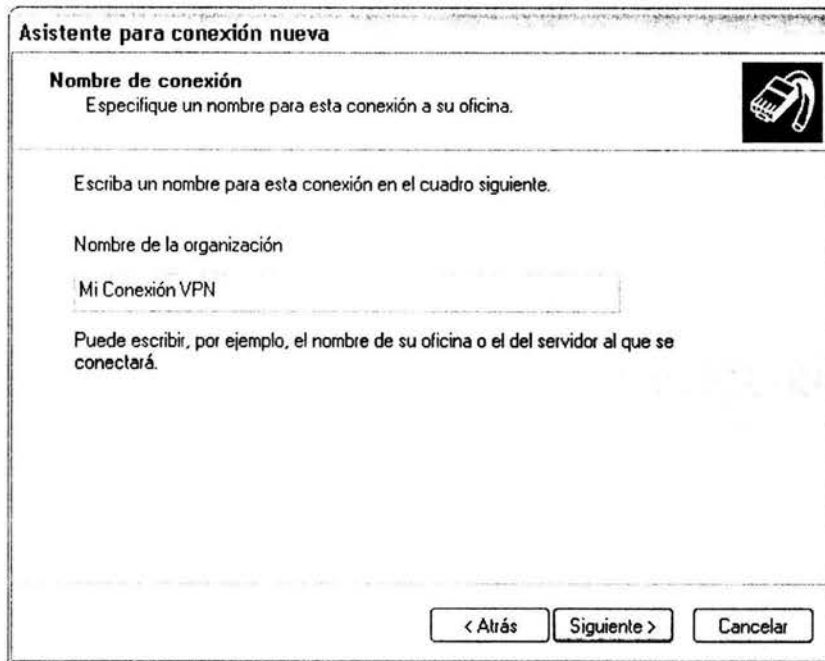 Asistente para conexión nueva
Nombre de conexión
Especifique un nombre para esta conexión a su oficina.
Escriba un nombre para esta conexión en el cuadro siguiente.
Nombre de la organización
Mi Conexión VPN
Puede escribir, por ejemplo, el nombre de su oficina o el del servidor al que se
conectará.
< Atrás Siguiente > Cancelar